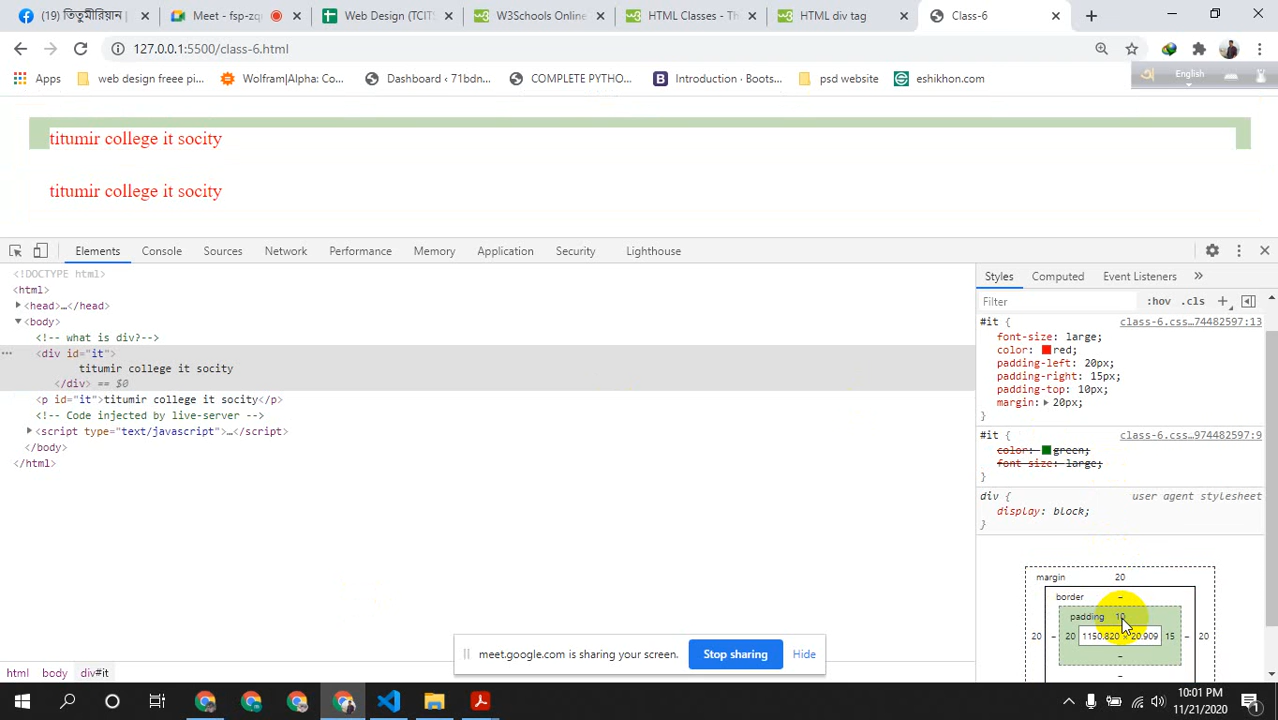 (19) তিতুমীরিয়ান |
Meet - fsp-zq
Web Design (TCITS
W3Schools Online
HTML Classes - Th
HTML div tag
Class-6
127.0.0.1:5500/class-6.html
Apps
web design freee pi...
Wolfram|Alpha: Co...
Dashboard ‹ 71bdn...
COMPLETE PYTHO...
Introduction · Boots...
psd website
eshikhon.com
English
titumir college it socity
titumir college it socity
Elements Console Sources Network Performance Memory Application Security Lighthouse
<!DOCTYPE html>
<html>
<head>…</head>
<body>
<!-- what is div?-->
<div id="it">
titumir college it socity
</div> == $0
<p id="it">titumir college it socity</p>
<!-- Code injected by live-server -->
<script type="text/javascript">…</script>
</body>
</html>
Styles Computed Event Listeners »
Filter :hov .cls +
#it { class-6.css…74482597:13
font-size: large;
color: red;
padding-left: 20px;
padding-right: 15px;
padding-top: 10px;
margin: 20px;
}
#it { class-6.css…974482597:9
color: green;
font-size: large;
}
div { user agent stylesheet
display: block;
}
margin 20
border –
padding 10
20 – 20 1150.820 × 20.909 15 – 20
–
–
meet.google.com is sharing your screen. Stop sharing Hide
html body div#it
10:01 PM
11/21/2020
1